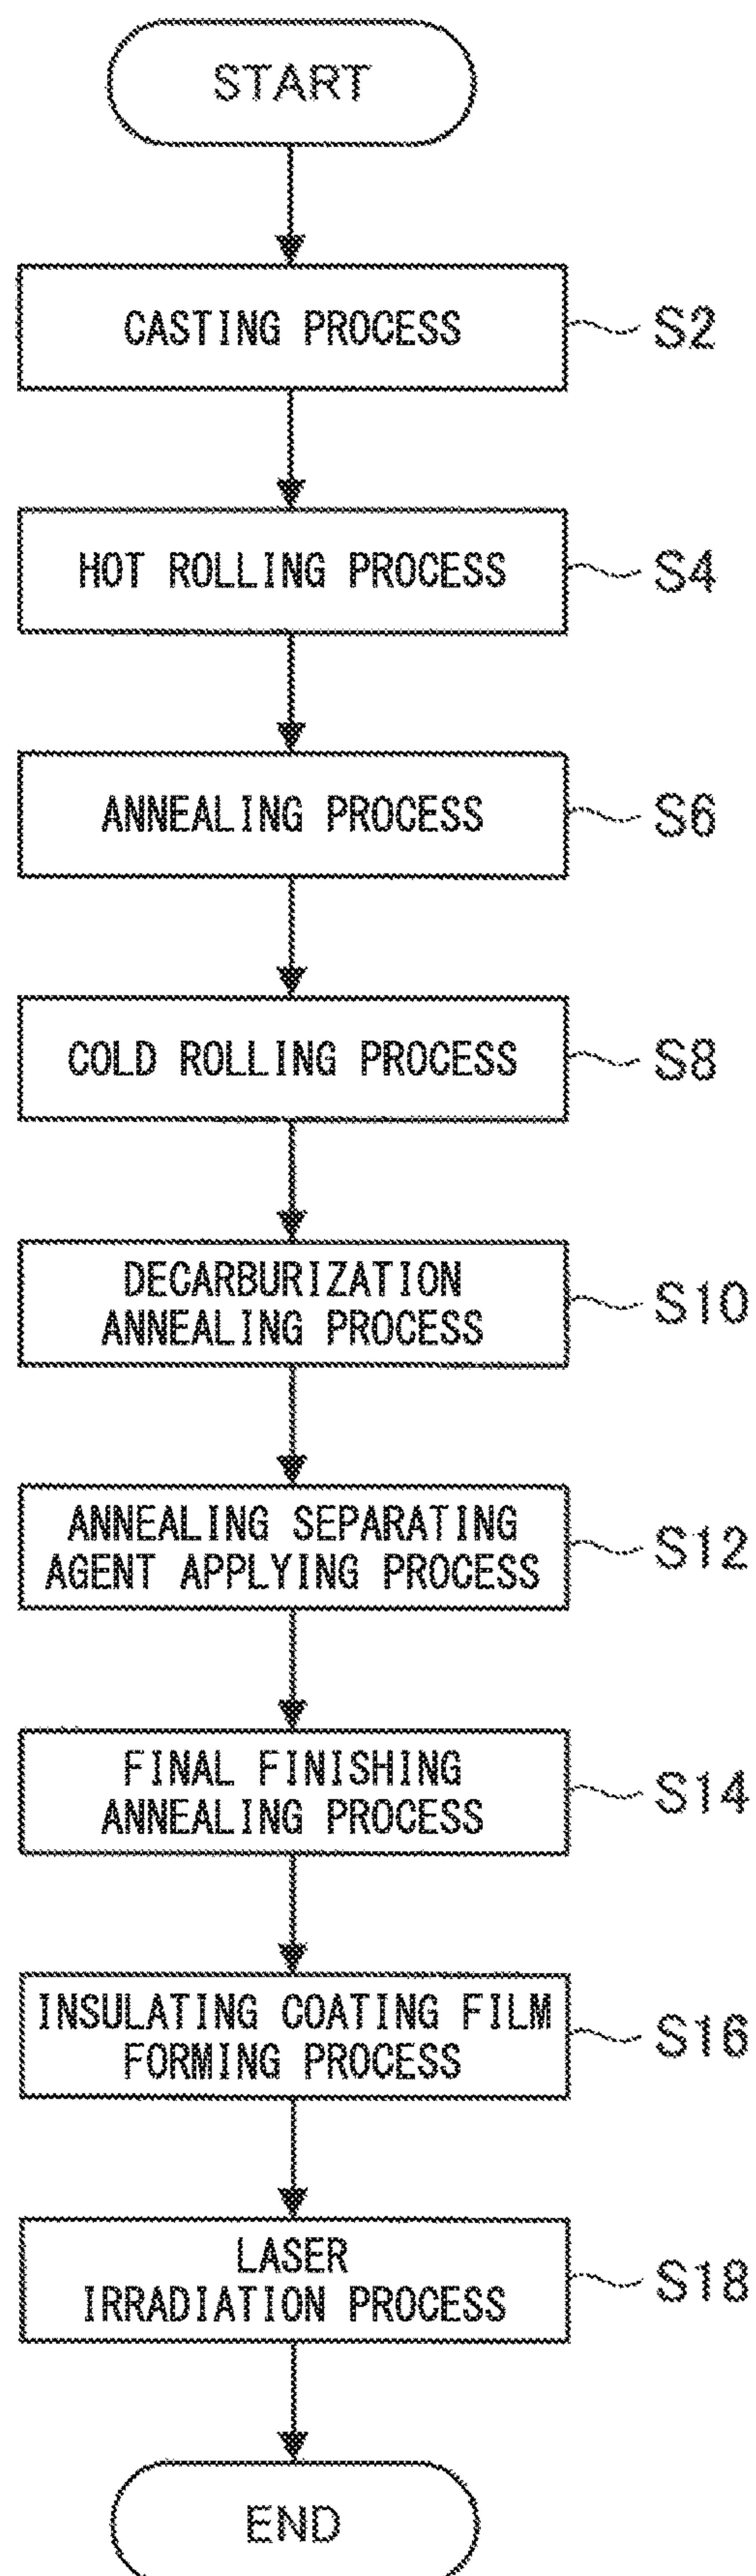 START
CASTING PROCESS
S2
HOT ROLLING PROCESS
S4
ANNEALING PROCESS
S6
COLD ROLLING PROCESS
S8
DECARBURIZATION
ANNEALING PROCESS
S10
ANNEALING SEPARATING
AGENT APPLYING PROCESS
S12
FINAL FINISHING
ANNEALING PROCESS
S14
INSULATING COATING FILM
FORMING PROCESS
S16
LASER
IRRADIATION PROCESS
S18
END